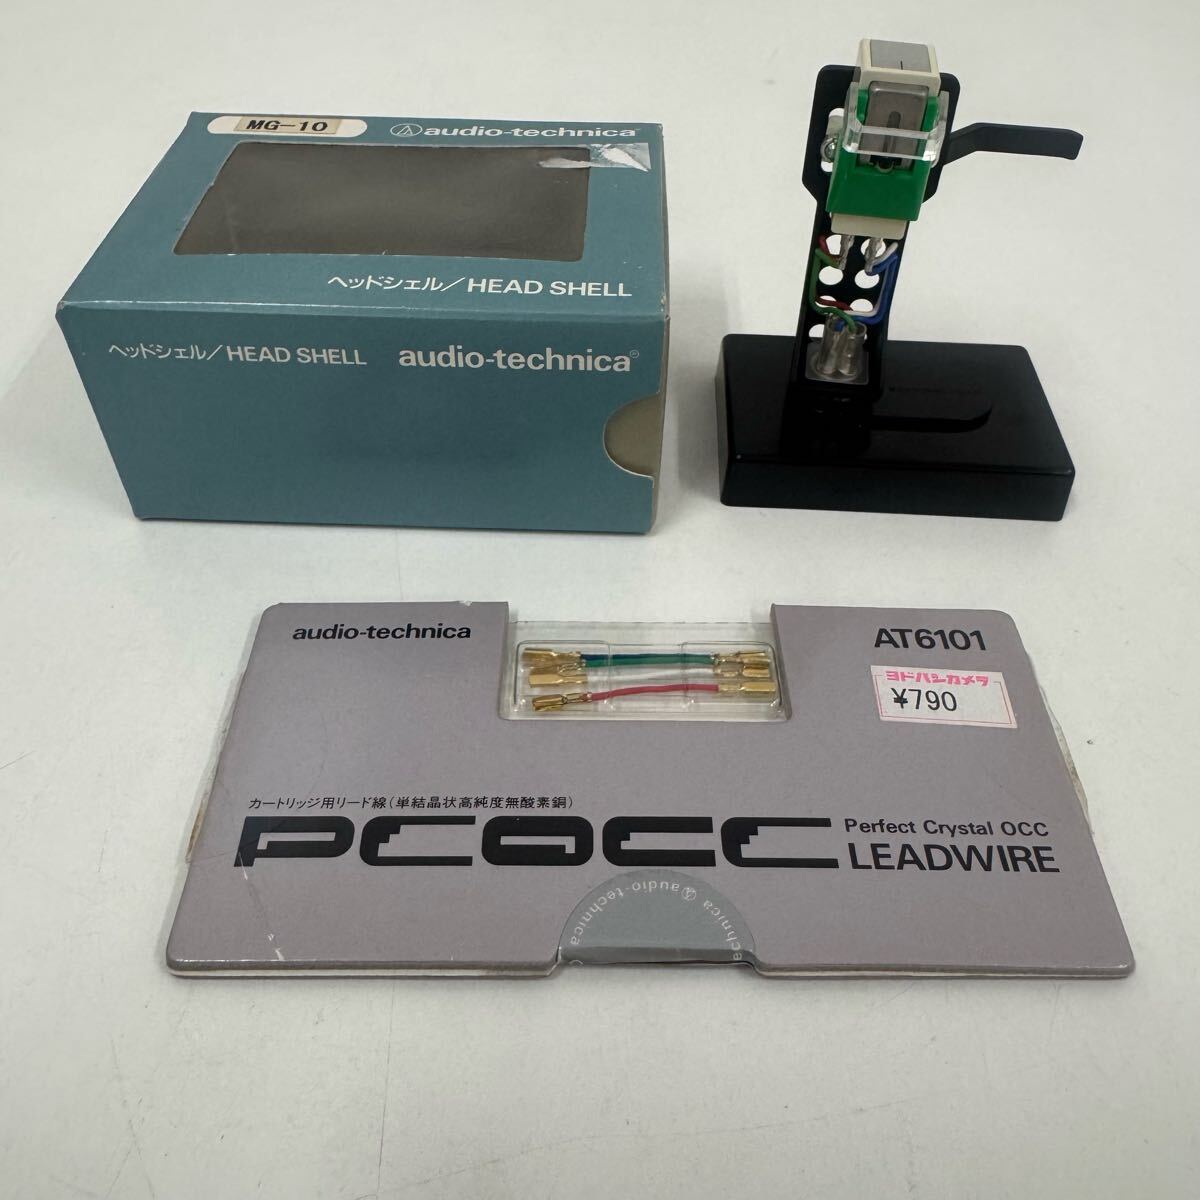 MG-10
audio-technica
ヘッドシェル/HEAD SHELL
ヘッドシェル/HEAD SHELL audio-technica®
audio-technica
AT6101
ヨドバシカメラ
¥790
カートリッジ用リード線(単結晶状高純度無酸素銅)
PCOCC
Perfect Crystal OCC
LEADWIRE
audio-technica